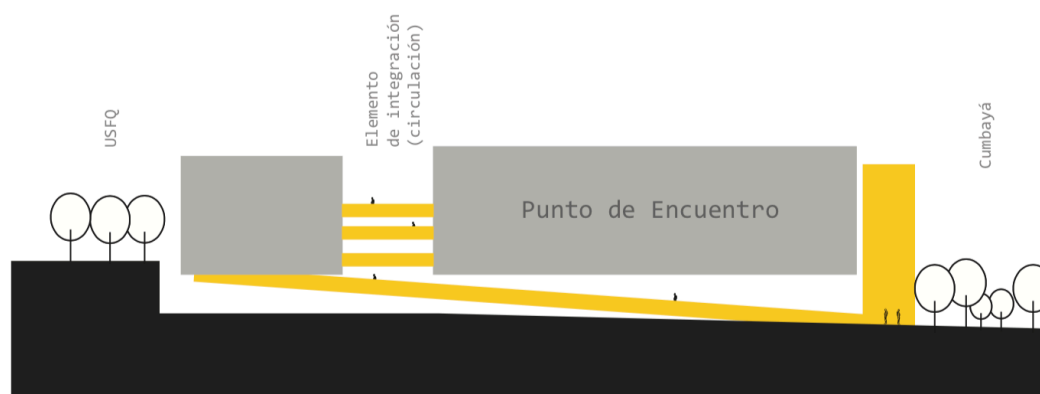 USFQ
Elemento
de integración
(circulación)
Punto de Encuentro
Cumbayá